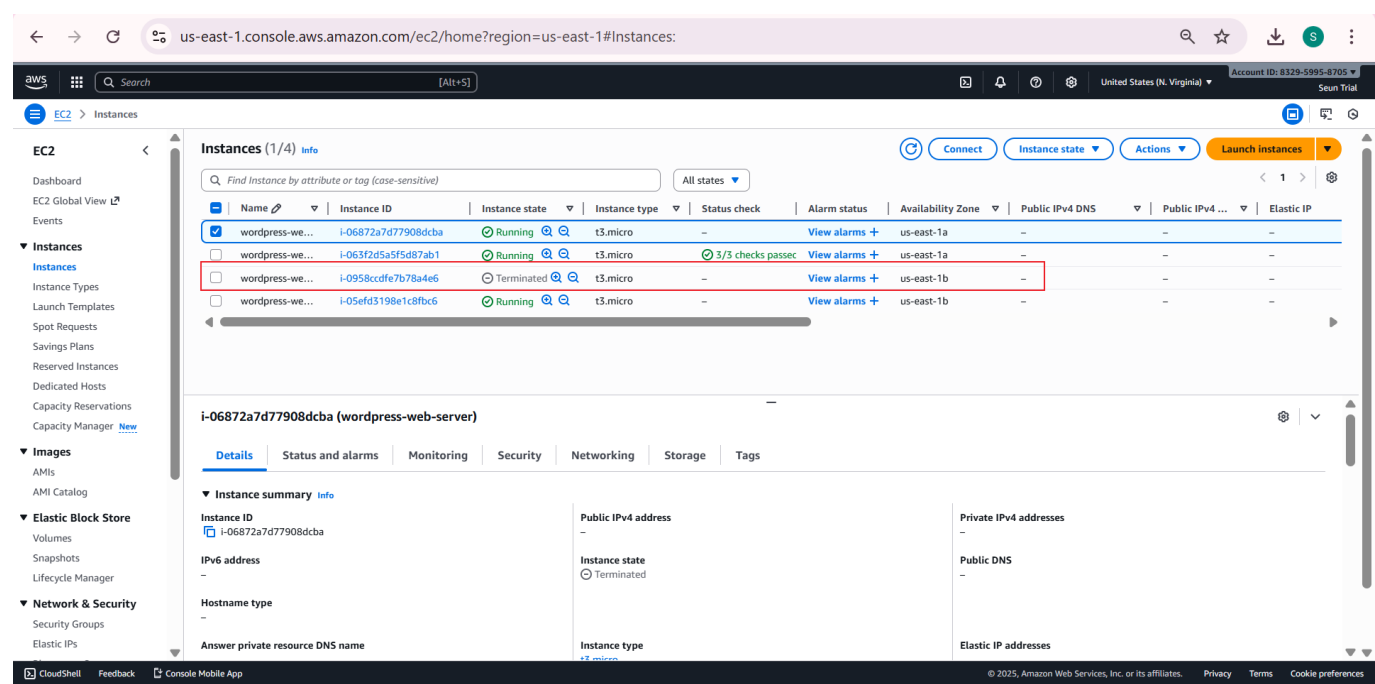 us-east-1.console.aws.amazon.com/ec2/home?region=us-east-1#Instances:
S
aws
Search [Alt+S]
United States (N. Virginia)
Account ID: 8329-5995-8705
Seun Trial
EC2 > Instances
EC2
Dashboard
EC2 Global View
Events
Instances
Instances
Instance Types
Launch Templates
Spot Requests
Savings Plans
Reserved Instances
Dedicated Hosts
Capacity Reservations
Capacity Manager New
Images
AMIs
AMI Catalog
Elastic Block Store
Volumes
Snapshots
Lifecycle Manager
Network & Security
Security Groups
Elastic IPs
Instances (1/4) Info
Connect
Instance state
Actions
Launch instances
Find Instance by attribute or tag (case-sensitive)
All states
1
Name Instance ID Instance state Instance type Status check Alarm status Availability Zone Public IPv4 DNS Public IPv4 ... Elastic IP
wordpress-we... i-06872a7d77908dcba Running t3.micro – View alarms + us-east-1a – – –
wordpress-we... i-063f2d5a5f5d87ab1 Running t3.micro 3/3 checks passec View alarms + us-east-1a – – –
wordpress-we... i-0958ccdfe7b78a4e6 Terminated t3.micro – View alarms + us-east-1b – – –
wordpress-we... i-05efd3198e1c8fbc6 Running t3.micro – View alarms + us-east-1b – – –
i-06872a7d77908dcba (wordpress-web-server)
Details Status and alarms Monitoring Security Networking Storage Tags
Instance summary Info
Instance ID
i-06872a7d77908dcba
Public IPv4 address
–
Private IPv4 addresses
–
IPv6 address
–
Instance state
Terminated
Public DNS
–
Hostname type
–
Answer private resource DNS name
Instance type
t3.micro
Elastic IP addresses
CloudShell Feedback Console Mobile App
© 2025, Amazon Web Services, Inc. or its affiliates. Privacy Terms Cookie preferences